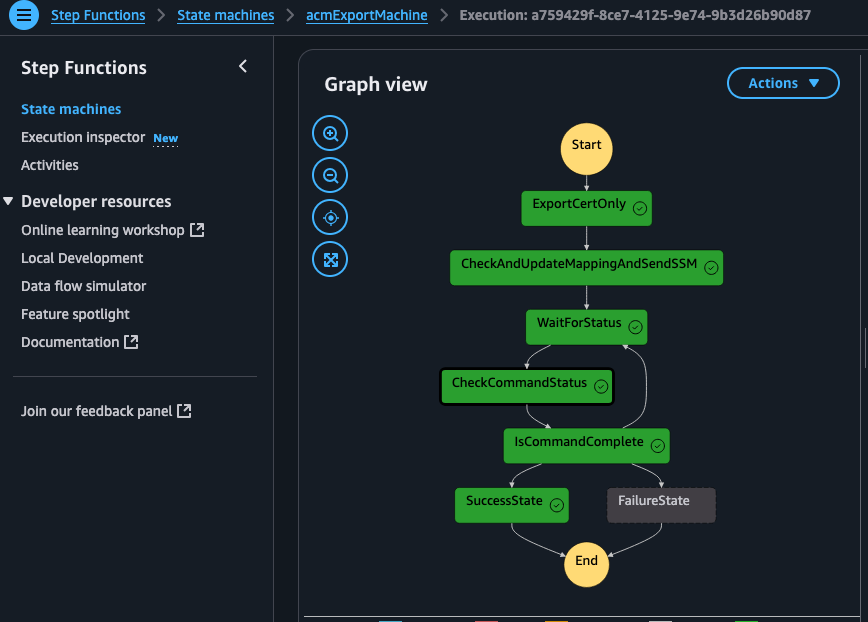 Step Functions > State machines > acmExportMachine > Execution: a759429f-8ce7-4125-9e74-9b3d26b90d87
Step Functions
State machines
Execution inspector New
Activities
Developer resources
Online learning workshop
Local Development
Data flow simulator
Feature spotlight
Documentation
Join our feedback panel
Graph view
Actions
Start
ExportCertOnly
CheckAndUpdateMappingAndSendSSM
WaitForStatus
CheckCommandStatus
IsCommandComplete
SuccessState
FailureState
End